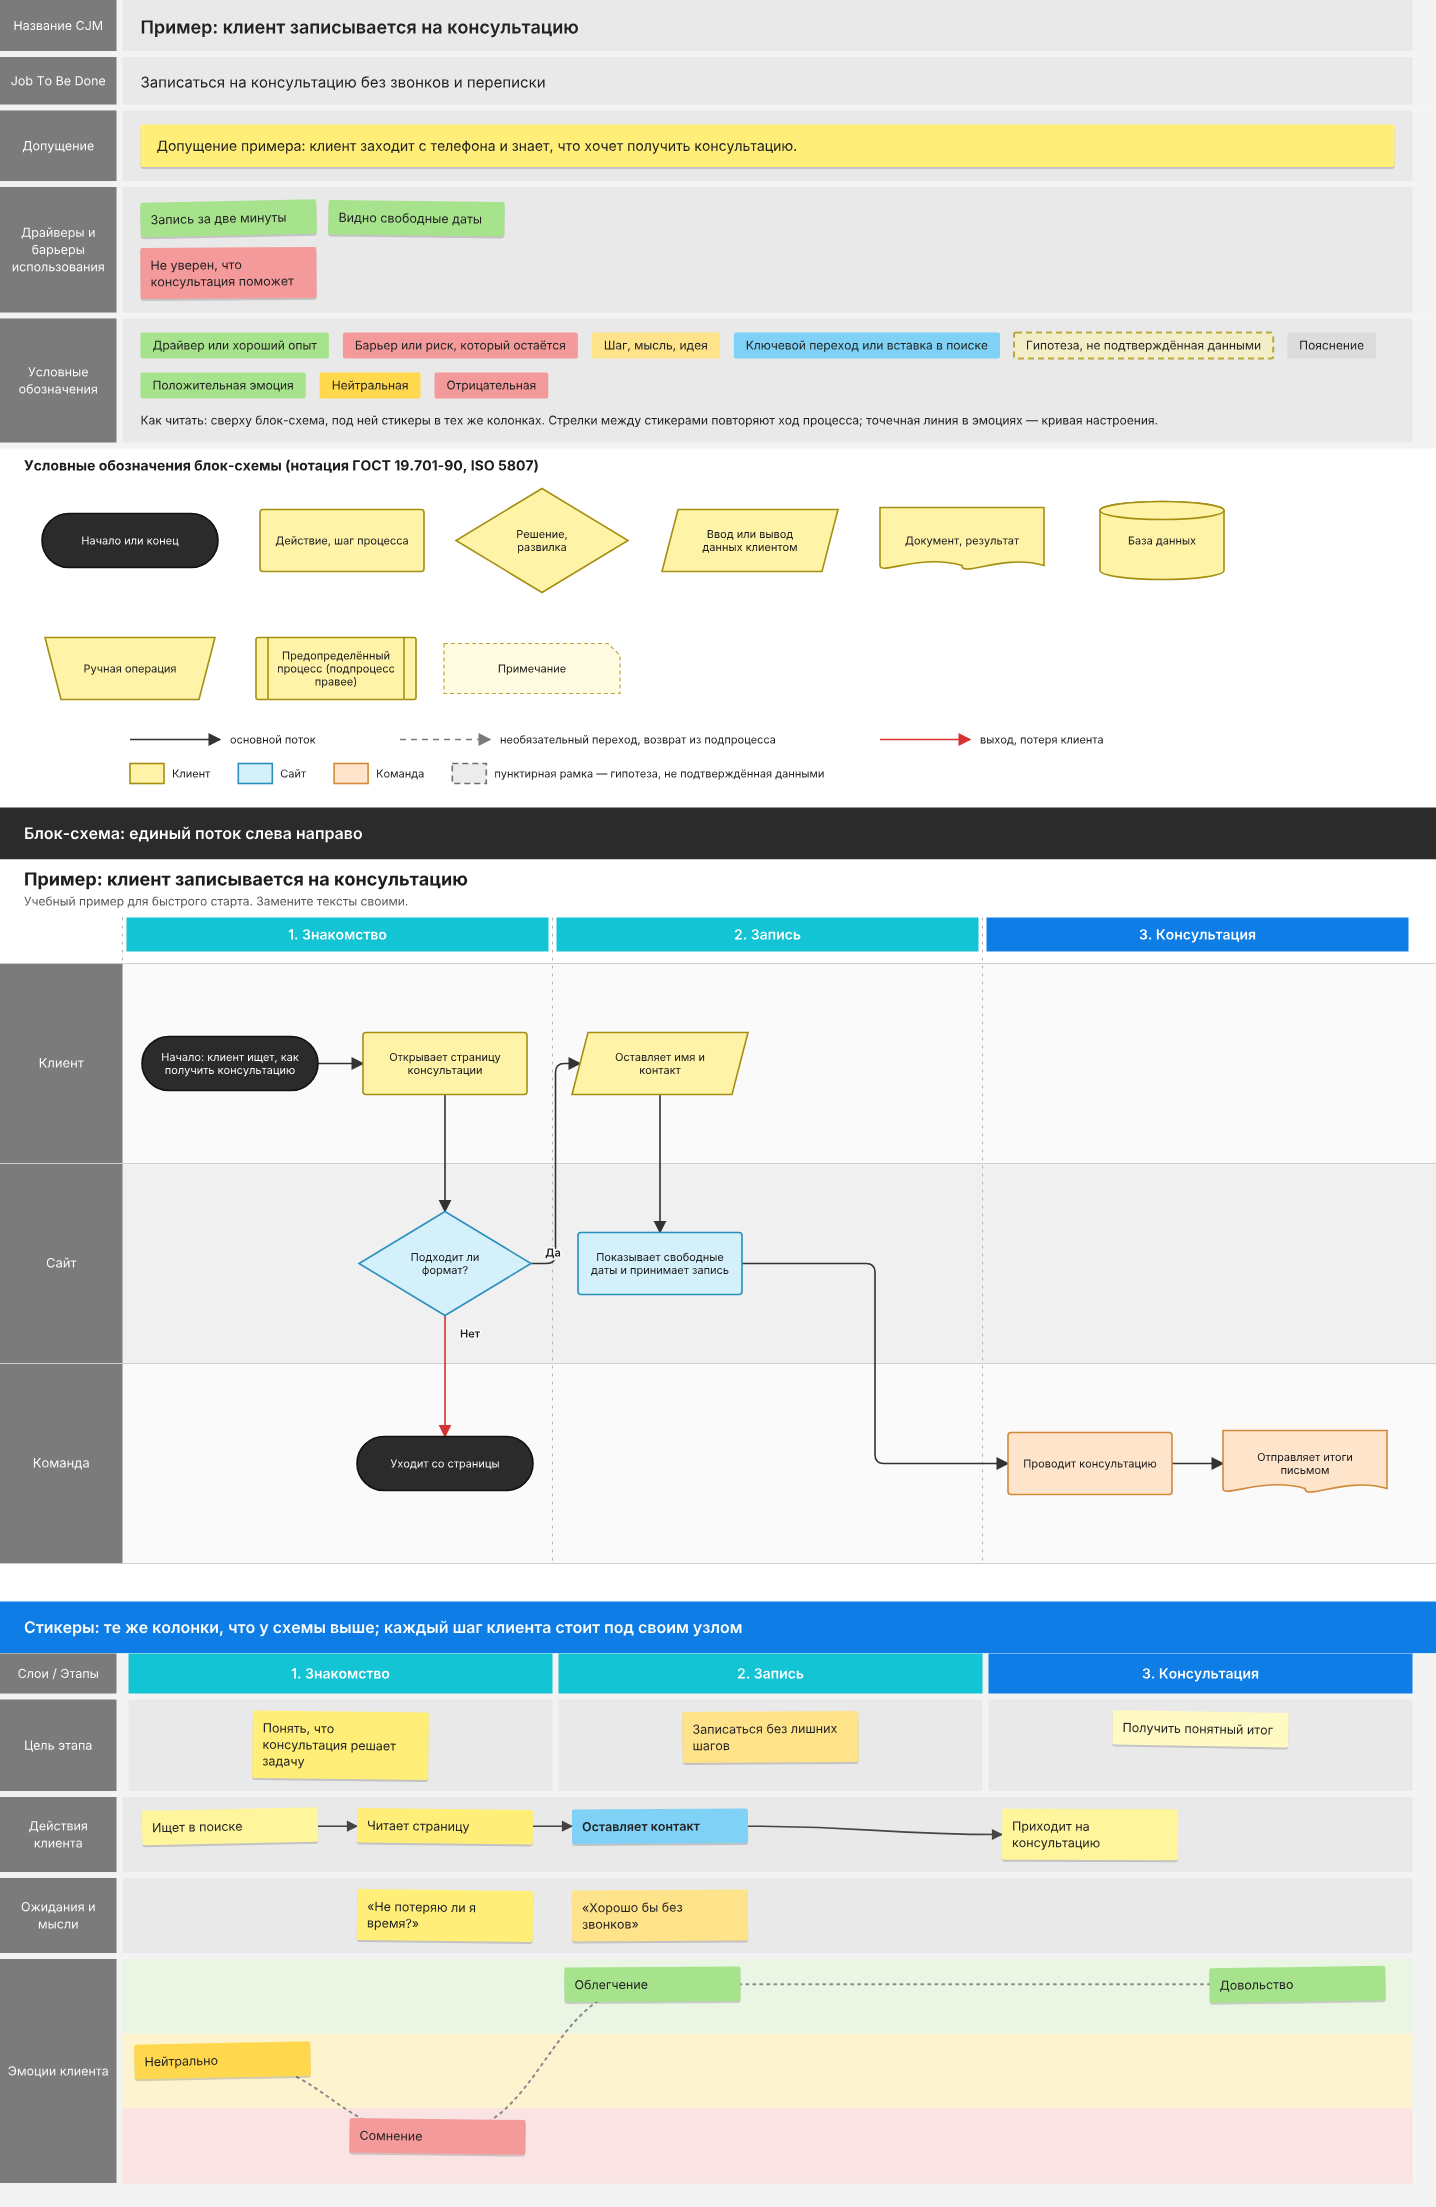 Название CJM
Пример: клиент записывается на консультацию
Job To Be Done
Записаться на консультацию без звонков и переписки
Допущение
Допущение примера: клиент заходит с телефона и знает, что хочет получить консультацию.
Драйверы и
барьеры
использования
Запись за две минуты
Видно свободные даты
Не уверен, что
консультация поможет
Условные
обозначения
Драйвер или хороший опыт
Барьер или риск, который остаётся
Шаг, мысль, идея
Ключевой переход или вставка в поиске
Гипотеза, не подтверждённая данными
Пояснение
Положительная эмоция
Нейтральная
Отрицательная
Как читать: сверху блок-схема, под ней стикеры в тех же колонках. Стрелки между стикерами повторяют ход процесса; точечная линия в эмоциях — кривая настроения.
Условные обозначения блок-схемы (нотация ГОСТ 19.701-90, ISO 5807)
Начало или конец
Действие, шаг процесса
Решение,
развилка
Ввод или вывод
данных клиентом
Документ, результат
База данных
Ручная операция
Предопределённый
процесс (подпроцесс
правее)
Примечание
основной поток
необязательный переход, возврат из подпроцесса
выход, потеря клиента
Клиент
Сайт
Команда
пунктирная рамка — гипотеза, не подтверждённая данными
Блок-схема: единый поток слева направо
Пример: клиент записывается на консультацию
Учебный пример для быстрого старта. Замените тексты своими.
1. Знакомство
2. Запись
3. Консультация
Клиент
Начало: клиент ищет, как
получить консультацию
Открывает страницу
консультации
Оставляет имя и
контакт
Сайт
Подходит ли
формат?
Да
Показывает свободные
даты и принимает запись
Нет
Команда
Уходит со страницы
Проводит консультацию
Отправляет итоги
письмом
Стикеры: те же колонки, что у схемы выше; каждый шаг клиента стоит под своим узлом
Слои / Этапы
1. Знакомство
2. Запись
3. Консультация
Цель этапа
Понять, что
консультация решает
задачу
Записаться без лишних
шагов
Получить понятный итог
Действия
клиента
Ищет в поиске
Читает страницу
Оставляет контакт
Приходит на
консультацию
Ожидания и
мысли
«Не потеряю ли я
время?»
«Хорошо бы без
звонков»
Эмоции клиента
Облегчение
Довольство
Нейтрально
Сомнение